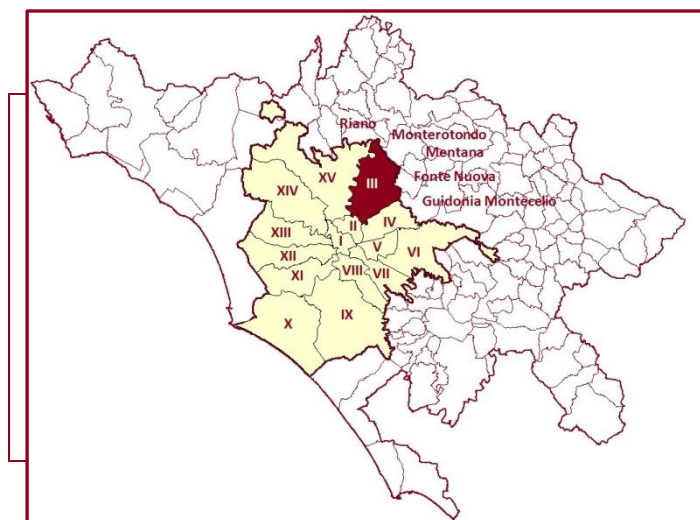 Riano
Monterotondo
Mentana
Fonte Nuova
Guidonia Montecelio
XV
III
XIV
II
IV
XIII
I
V
VI
XII
VIII
VII
XI
IX
X